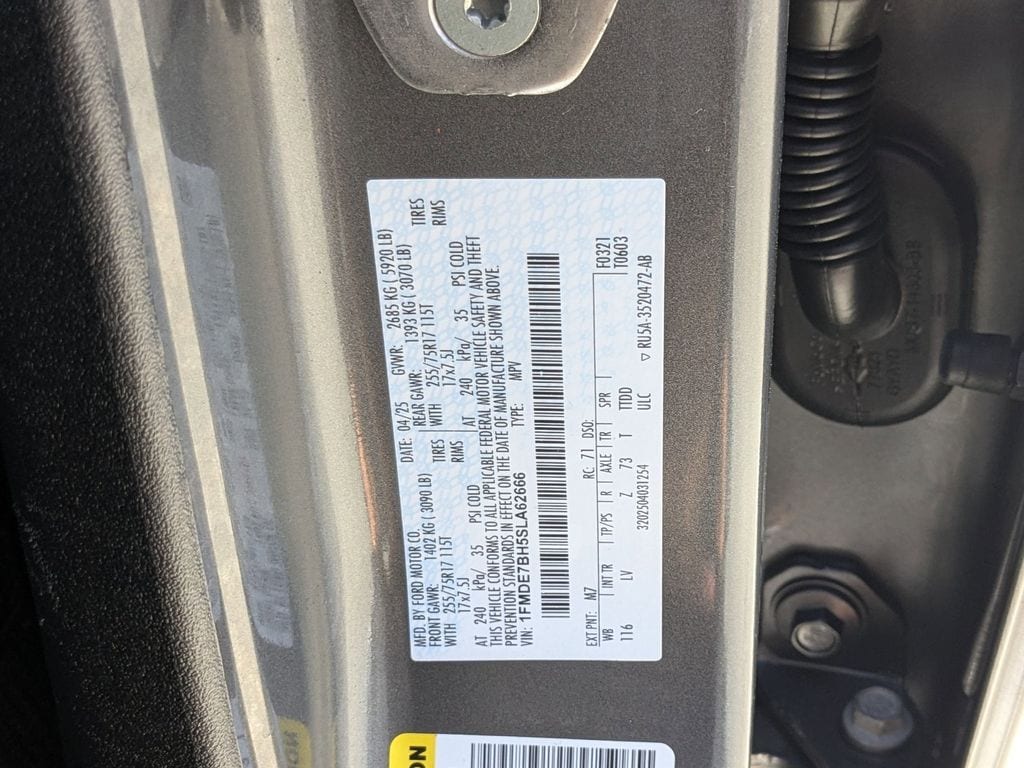 MFD. BY FORD MOTOR CO. DATE: 04/25 GVWR: 2685 KG ( 5920 LB)
FRONT GAWR: 1402 KG ( 3090 LB) REAR GAWR: 1393 KG ( 3070 LB)
WITH 255/75R17 115T TIRES WITH 255/75R17 115T TIRES
17x7.5J RIMS 17x7.5J RIMS
AT 240 kPa/ 35 PSI COLD AT 240 kPa/ 35 PSI COLD
THIS VEHICLE CONFORMS TO ALL APPLICABLE FEDERAL MOTOR VEHICLE SAFETY AND THEFT
PREVENTION STANDARDS IN EFFECT ON THE DATE OF MANUFACTURE SHOWN ABOVE.
VIN: 1FMDE7BH5SLA62666 TYPE: MPV
F0321
T0603
EXT PNT: M7 RC: 71 DSO:
WB INT TR TP/PS R AXLE TR SPR
116 LV Z 73 T TTDD
ULC
3202504031254 ▽ RU5A-3520472-AB
ON